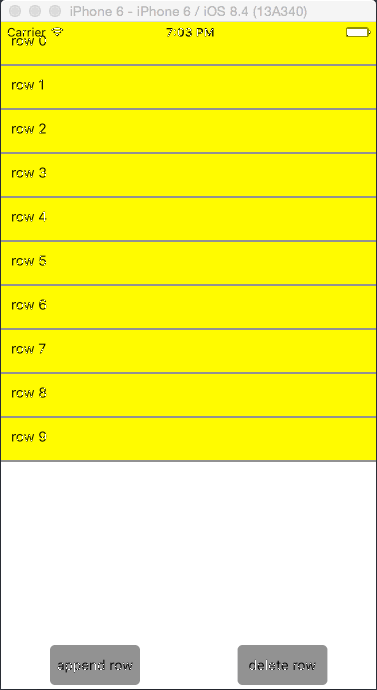 iPhone 6 - iPhone 6 / iOS 8.4 (13A340)
Carrier 7:03 PM
row 0
row 1
row 2
row 3
row 4
row 5
row 6
row 7
row 8
row 9
append row delete row